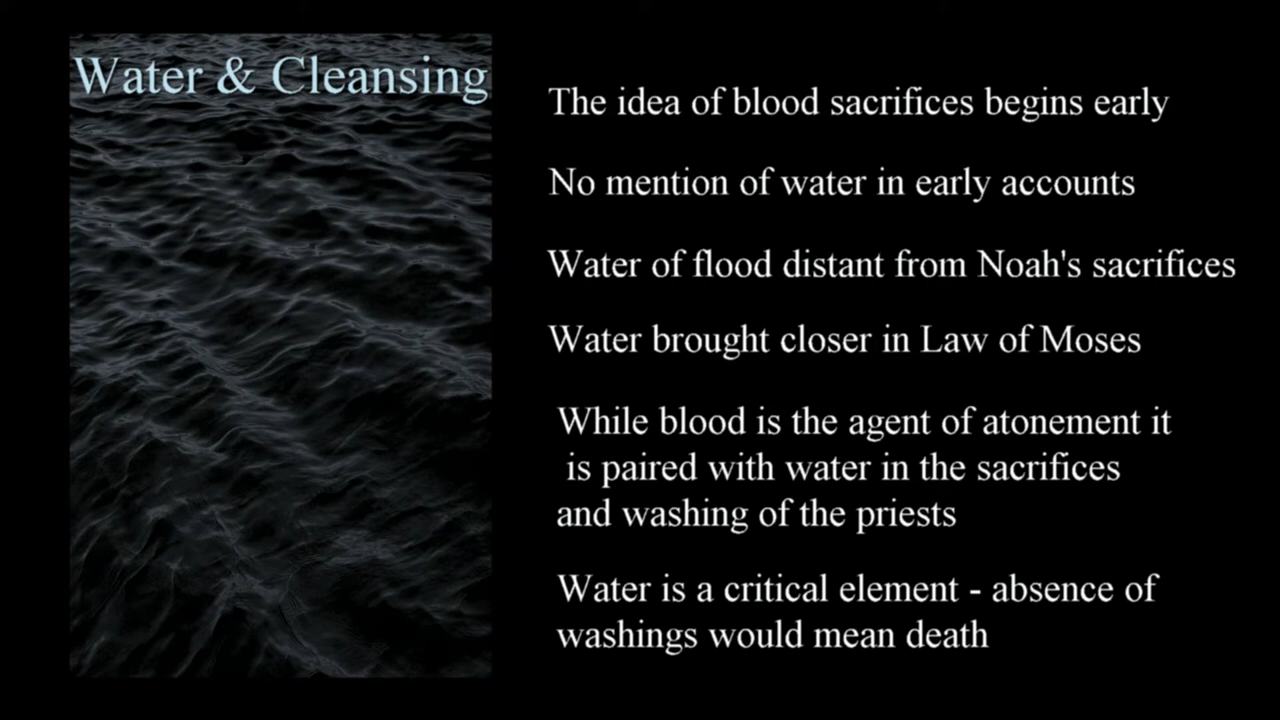 Water & Cleansing
The idea of blood sacrifices begins early
No mention of water in early accounts
Water of flood distant from Noah's sacrifices
Water brought closer in Law of Moses
While blood is the agent of atonement it
is paired with water in the sacrifices
and washing of the priests
Water is a critical element - absence of
washings would mean death